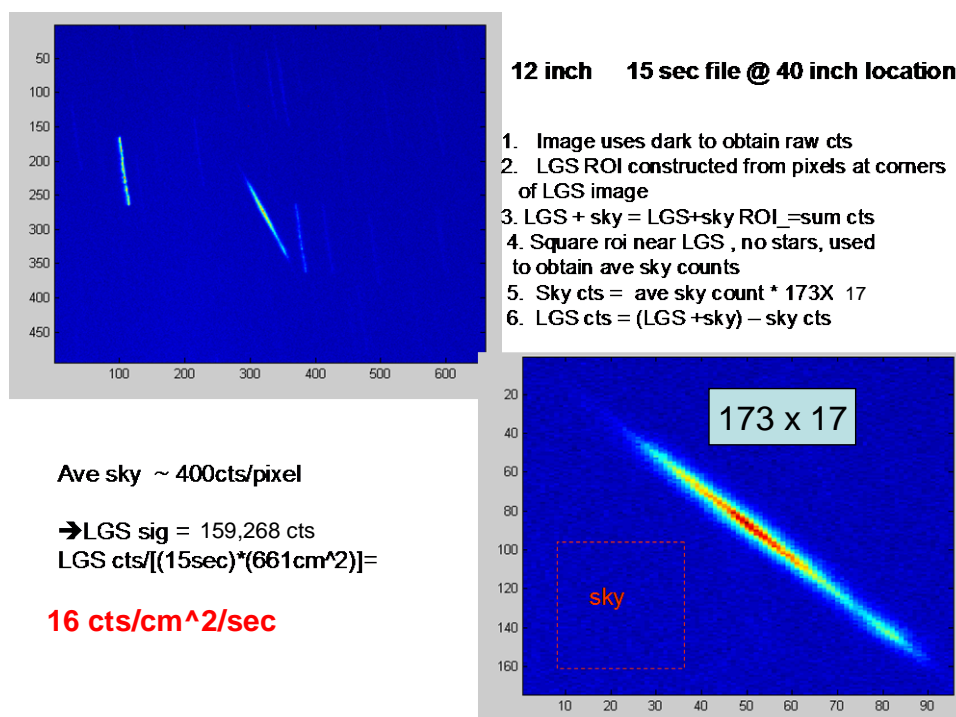 12 inch 15 sec file @ 40 inch location
1. Image uses dark to obtain raw cts
2. LGS ROI constructed from pixels at corners
of LGS image
3. LGS + sky = LGS+sky ROI_=sum cts
4. Square roi near LGS , no stars, used
to obtain ave sky counts
5. Sky cts = ave sky count * 173X 17
6. LGS cts = (LGS +sky) – sky cts
50
100
150
200
250
300
350
400
450
100 200 300 400 500 600
Ave sky ~ 400cts/pixel
➔LGS sig = 159,268 cts
LGS cts/[(15sec)*(661cm^2)]=
16 cts/cm^2/sec
173 x 17
sky
20
40
60
80
100
120
140
160
10 20 30 40 50 60 70 80 90